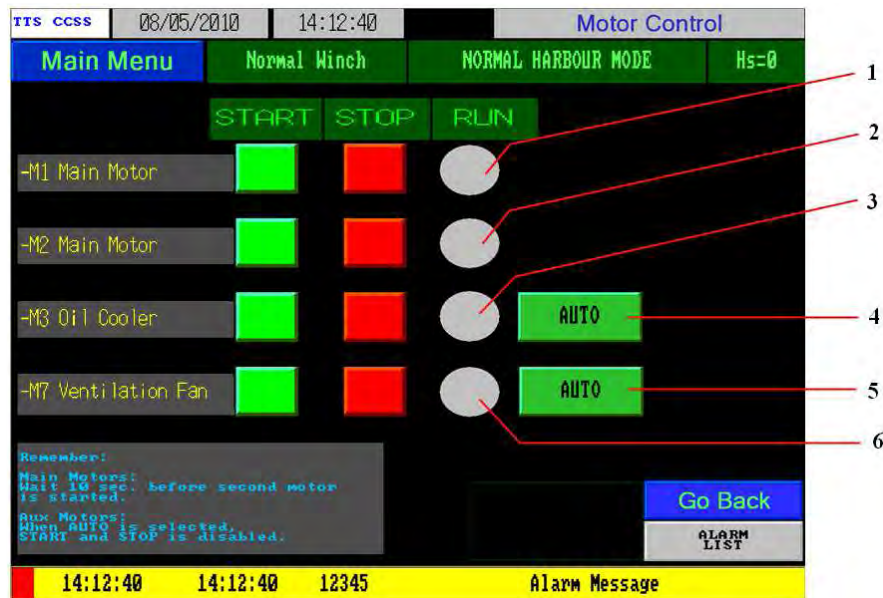 TTS CCSS 08/05/2010 14:12:40 Motor Control
Main Menu Normal Winch NORMAL HARBOUR MODE Hs=0
1
START STOP RUN
2
-M1 Main Motor
3
-M2 Main Motor
-M3 Oil Cooler AUTO 4
-M7 Ventilation Fan AUTO 5
6
Remember:
Main Motors:
Wait 10 sec. before second motor
is started.
Aux Motors:
When AUTO is selected,
START and STOP is disabled.
Go Back
ALARM
LIST
14:12:40 14:12:40 12345 Alarm Message